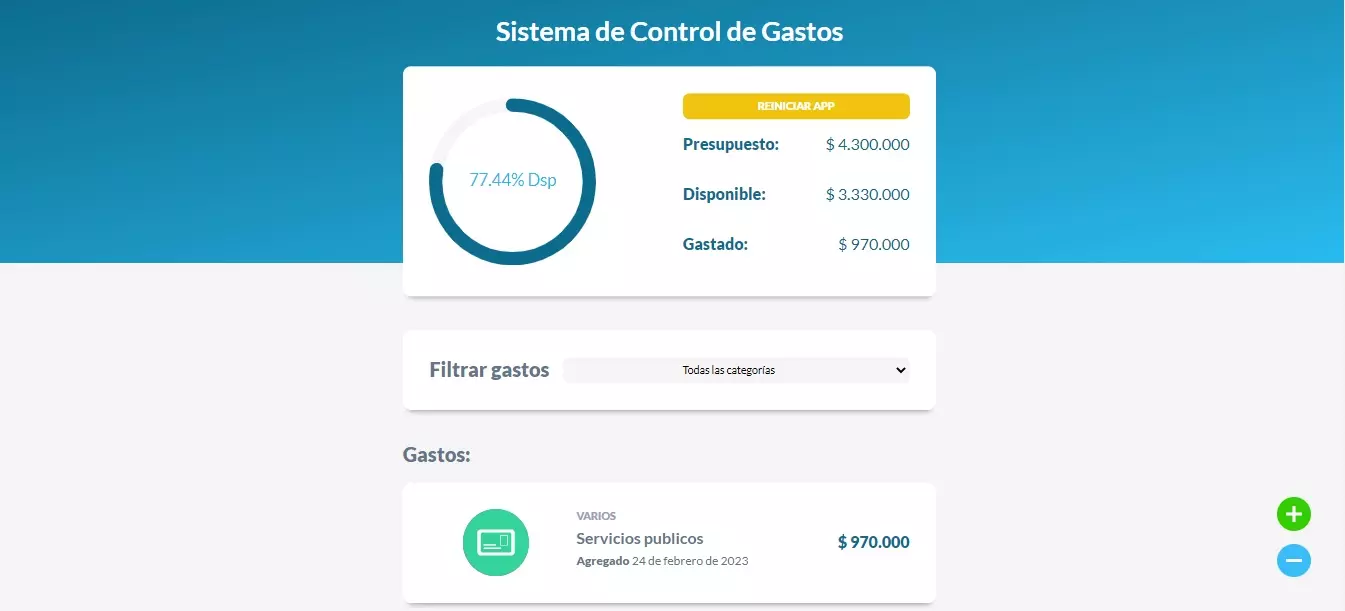 Sistema de Control de Gastos
77.44% Dsp
REINICIAR APP
Presupuesto: $ 4.300.000
Disponible: $ 3.330.000
Gastado: $ 970.000
Filtrar gastos Todas las categorías
Gastos:
VARIOS
Servicios publicos
$ 970.000
Agregado 24 de febrero de 2023